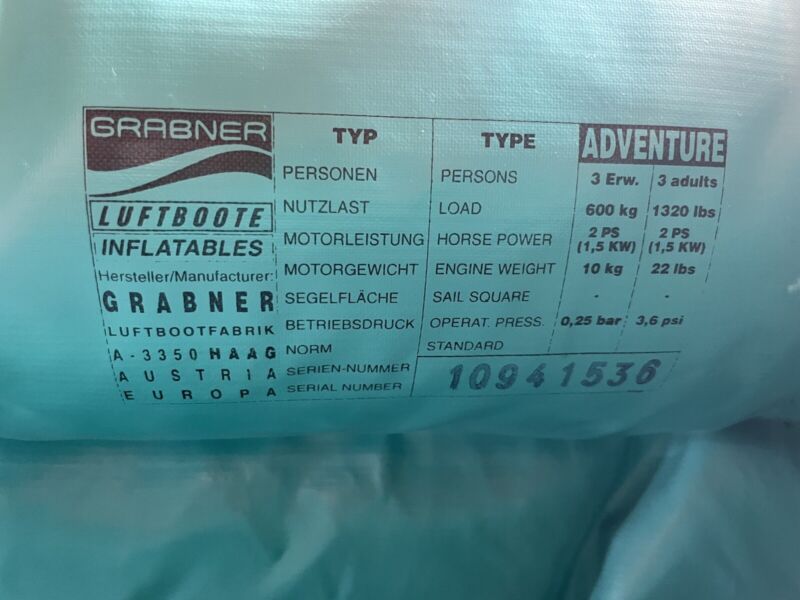 GRABNER
LUFTBOOTE
INFLATABLES
Hersteller/Manufacturer:
GRABNER
LUFTBOOTFABRIK
A-3350 HAAG
AUSTRIA
EUROPA
TYP TYPE ADVENTURE
PERSONEN PERSONS 3 Erw. 3 adults
NUTZLAST LOAD 600 kg 1320 lbs
MOTORLEISTUNG HORSE POWER 2 PS (1,5 KW) 2 PS (1,5 KW)
MOTORGEWICHT ENGINE WEIGHT 10 kg 22 lbs
SEGELFLÄCHE SAIL SQUARE - -
BETRIEBSDRUCK OPERAT. PRESS. 0,25 bar 3,6 psi
NORM STANDARD
SERIEN-NUMMER
SERIAL NUMBER 10941536